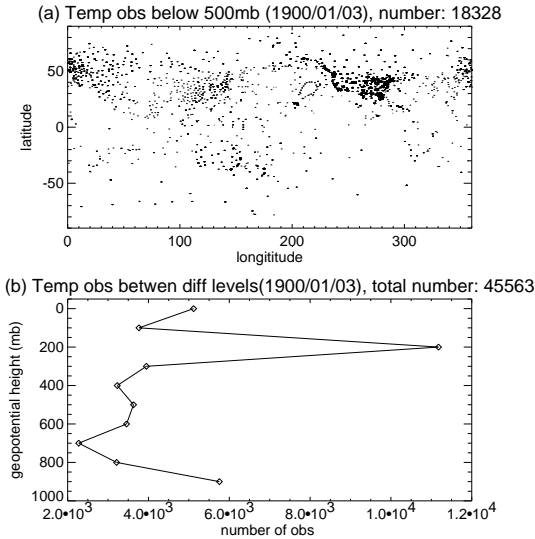 (a) Temp obs below 500mb (1900/01/03), number: 18328
50
0
-50
latitude
0 100 200 300
longititude
(b) Temp obs betwen diff levels(1900/01/03), total number: 45563
0
200
400
600
800
1000
geopotential height (mb)
2.0•10³ 4.0•10³ 6.0•10³ 8.0•10³ 1.0•10⁴ 1.2•10⁴
number of obs